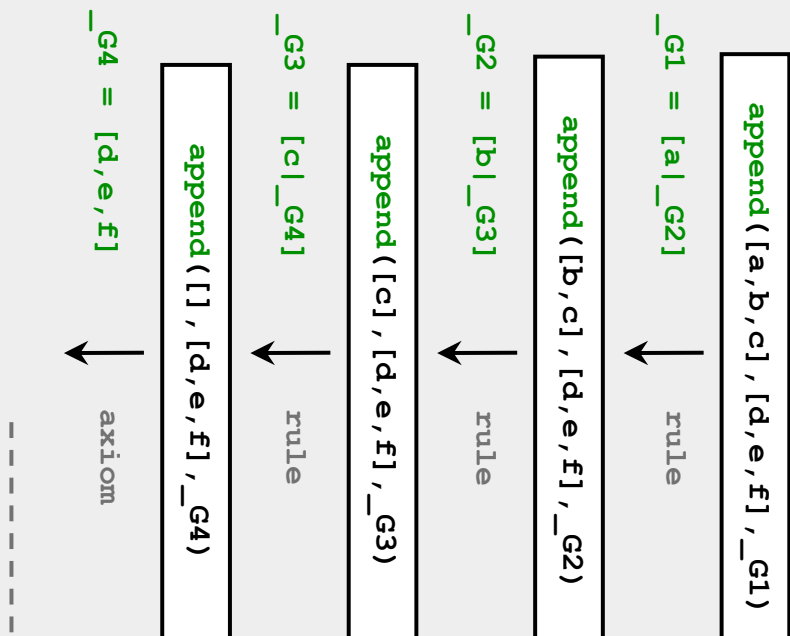 append([a,b,c],[d,e,f],_G1)
_G1 = [a|_G2]
rule
append([b,c],[d,e,f],_G2)
_G2 = [b|_G3]
rule
append([c],[d,e,f],_G3)
_G3 = [c|_G4]
rule
append([],[d,e,f],_G4)
_G4 = [d,e,f]
axiom